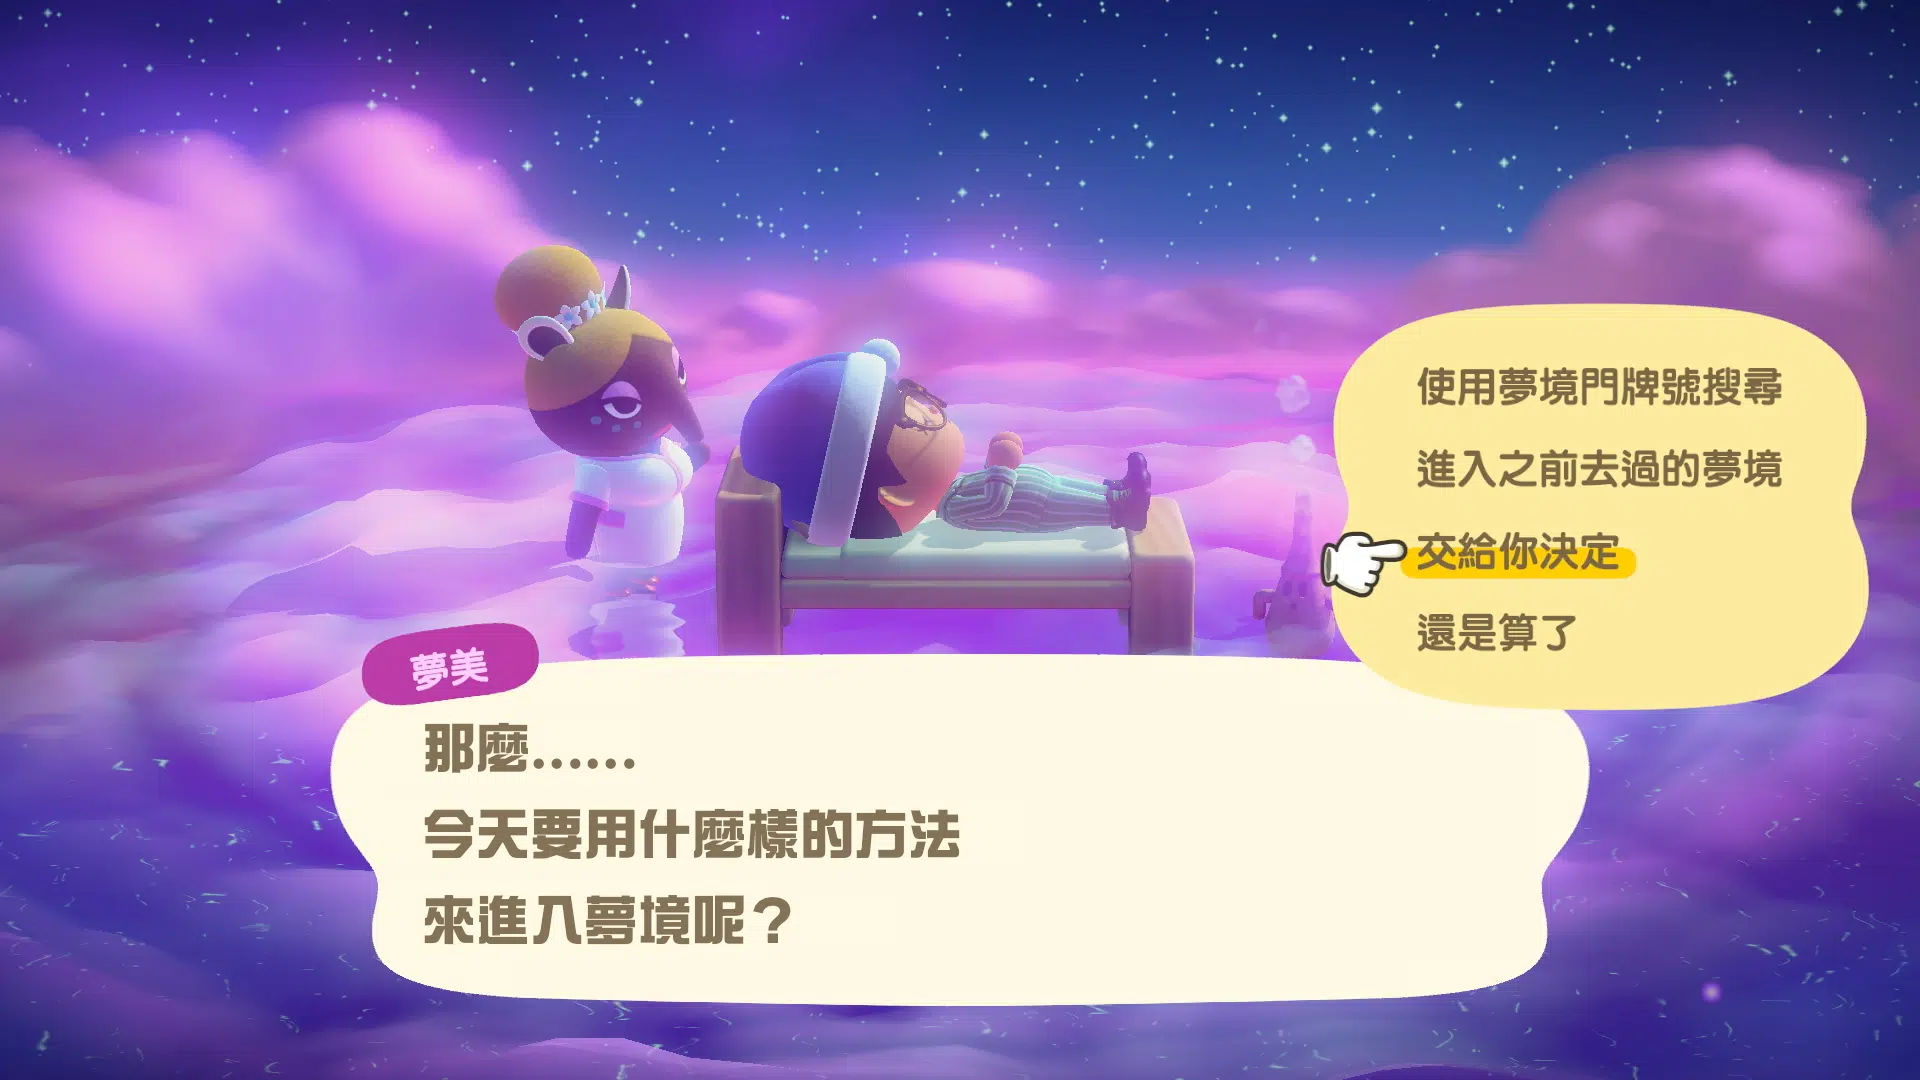 使用夢境門牌號搜尋
進入之前去過的夢境
交給你決定
還是算了
夢美
那麼......
今天要用什麼樣的方法
來進入夢境呢？